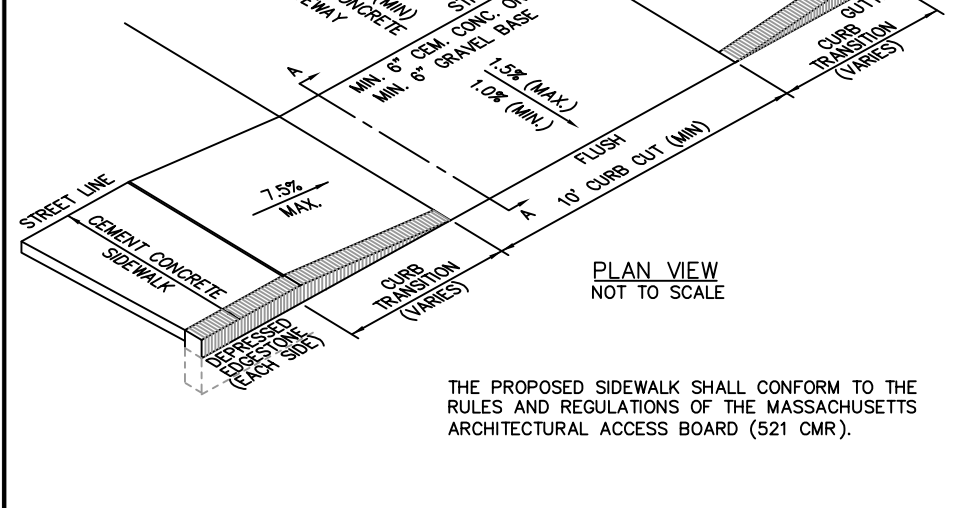 (MIN)
CONCRETE
MIN. 6" CEM. CONC.
MIN. 6" GRAVEL BASE
A
1.5% (MAX.)
1.0% (MIN.)
CURB
TRANSITION
(VARIES)
FLUSH
10' CURB CUT (MIN)
A
STREET LINE
7.5%
MAX.
CEMENT CONCRETE
SIDEWALK
CURB
TRANSITION
(VARIES)
DEPRESSED
EDGESTONE
(EACH SIDE)
PLAN VIEW
NOT TO SCALE
THE PROPOSED SIDEWALK SHALL CONFORM TO THE
RULES AND REGULATIONS OF THE MASSACHUSETTS
ARCHITECTURAL ACCESS BOARD (521 CMR).